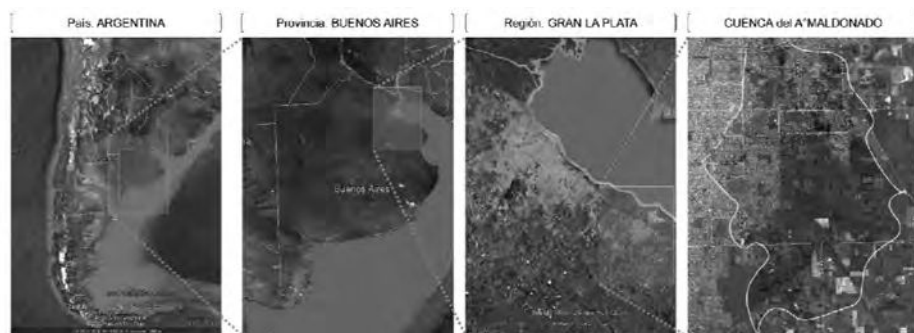 País. ARGENTINA
Provincia. BUENOS AIRES
Región. GRAN LA PLATA
CUENCA del A°MALDONADO
Buenos Aires